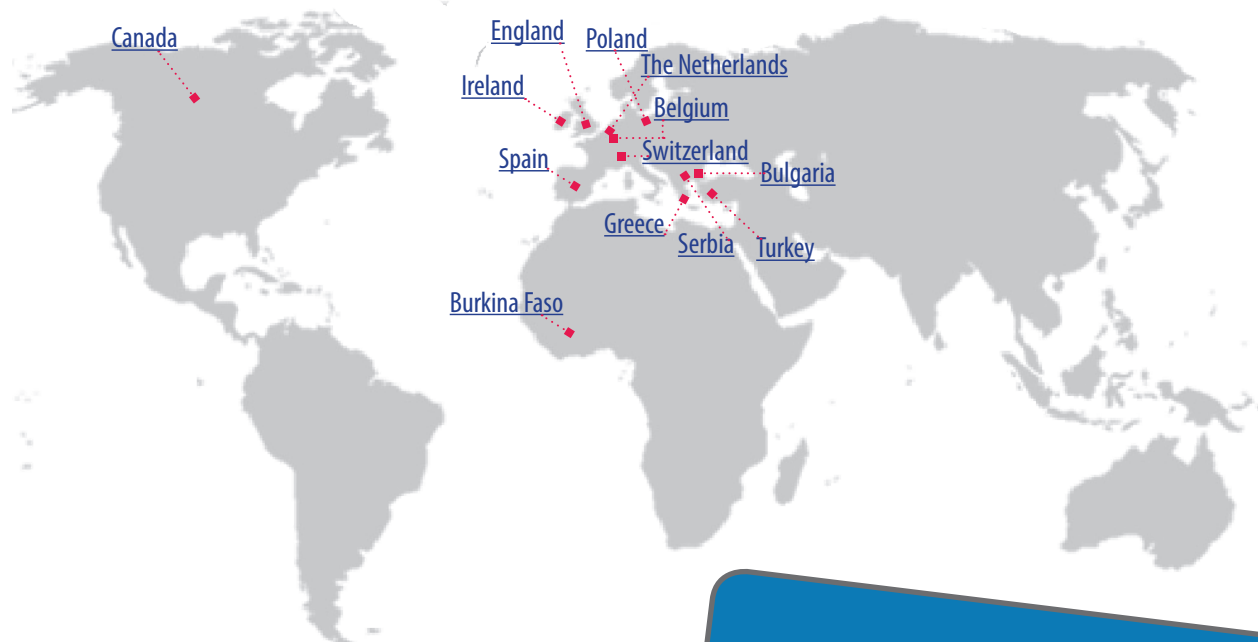 Canada
England
Poland
The Netherlands
Ireland
Belgium
Spain
Switzerland
Bulgaria
Greece
Serbia
Turkey
Burkina Faso